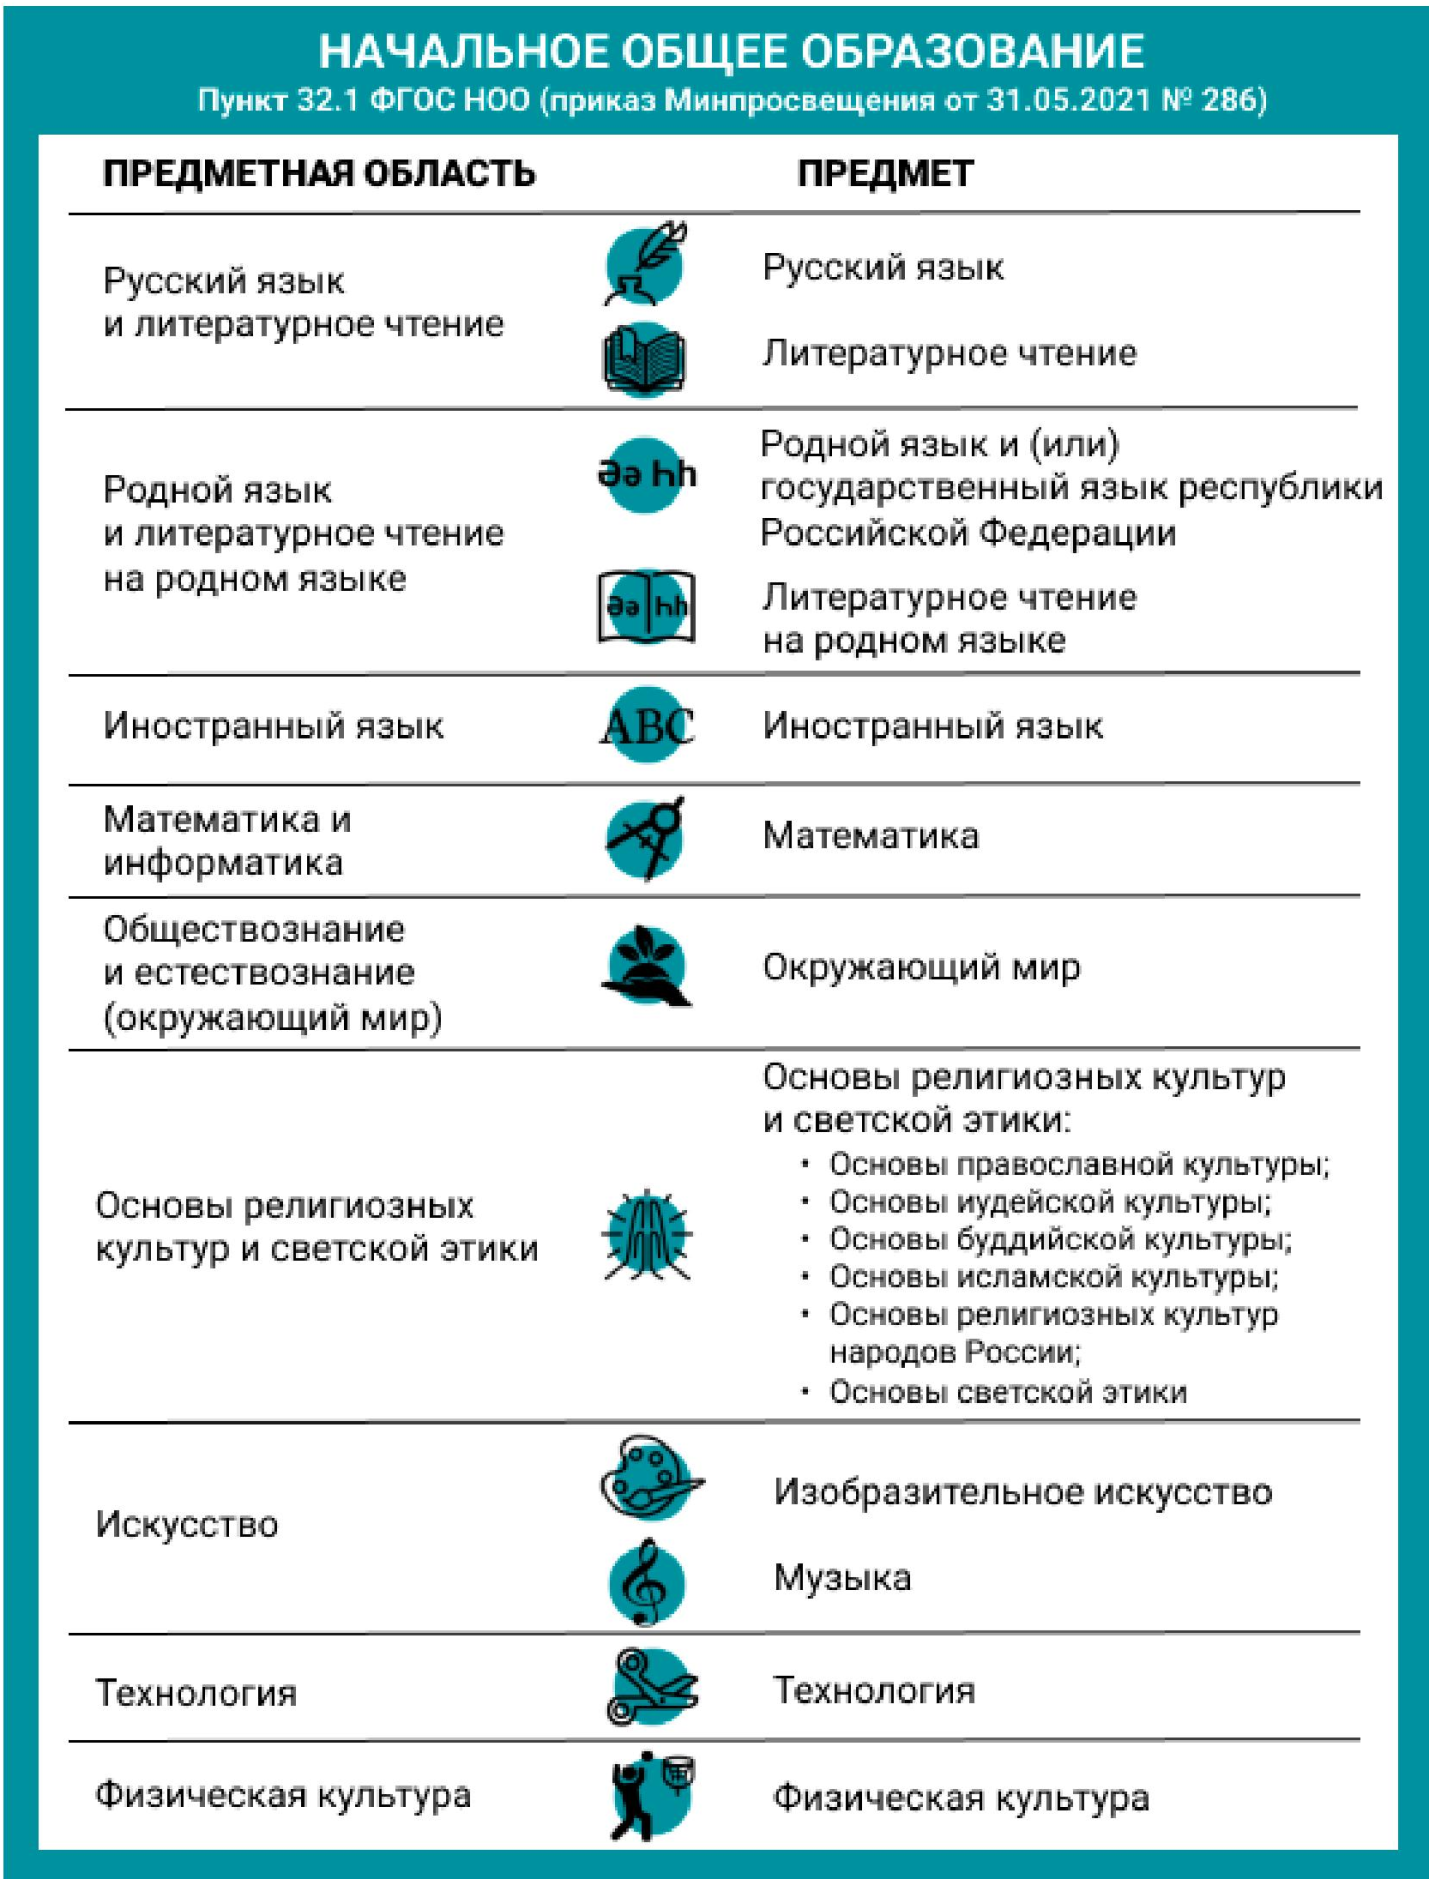 НАЧАЛЬНОЕ ОБЩЕЕ ОБРАЗОВАНИЕ
Пункт 32.1 ФГОС НОО (приказ Минпросвещения от 31.05.2021 № 286)
ПРЕДМЕТНАЯ ОБЛАСТЬ
ПРЕДМЕТ
Русский язык
и литературное чтение
Русский язык
Литературное чтение
Родной язык
и литературное чтение
на родном языке
Әә Һһ
Родной язык и (или)
государственный язык республики
Российской Федерации
Әә Һһ
Литературное чтение
на родном языке
Иностранный язык
ABC
Иностранный язык
Математика и
информатика
Математика
Обществознание
и естествознание
(окружающий мир)
Окружающий мир
Основы религиозных
культур и светской этики
Основы религиозных культур
и светской этики:
• Основы православной культуры;
• Основы иудейской культуры;
• Основы буддийской культуры;
• Основы исламской культуры;
• Основы религиозных культур
народов России;
• Основы светской этики
Искусство
Изобразительное искусство
Музыка
Технология
Технология
Физическая культура
Физическая культура